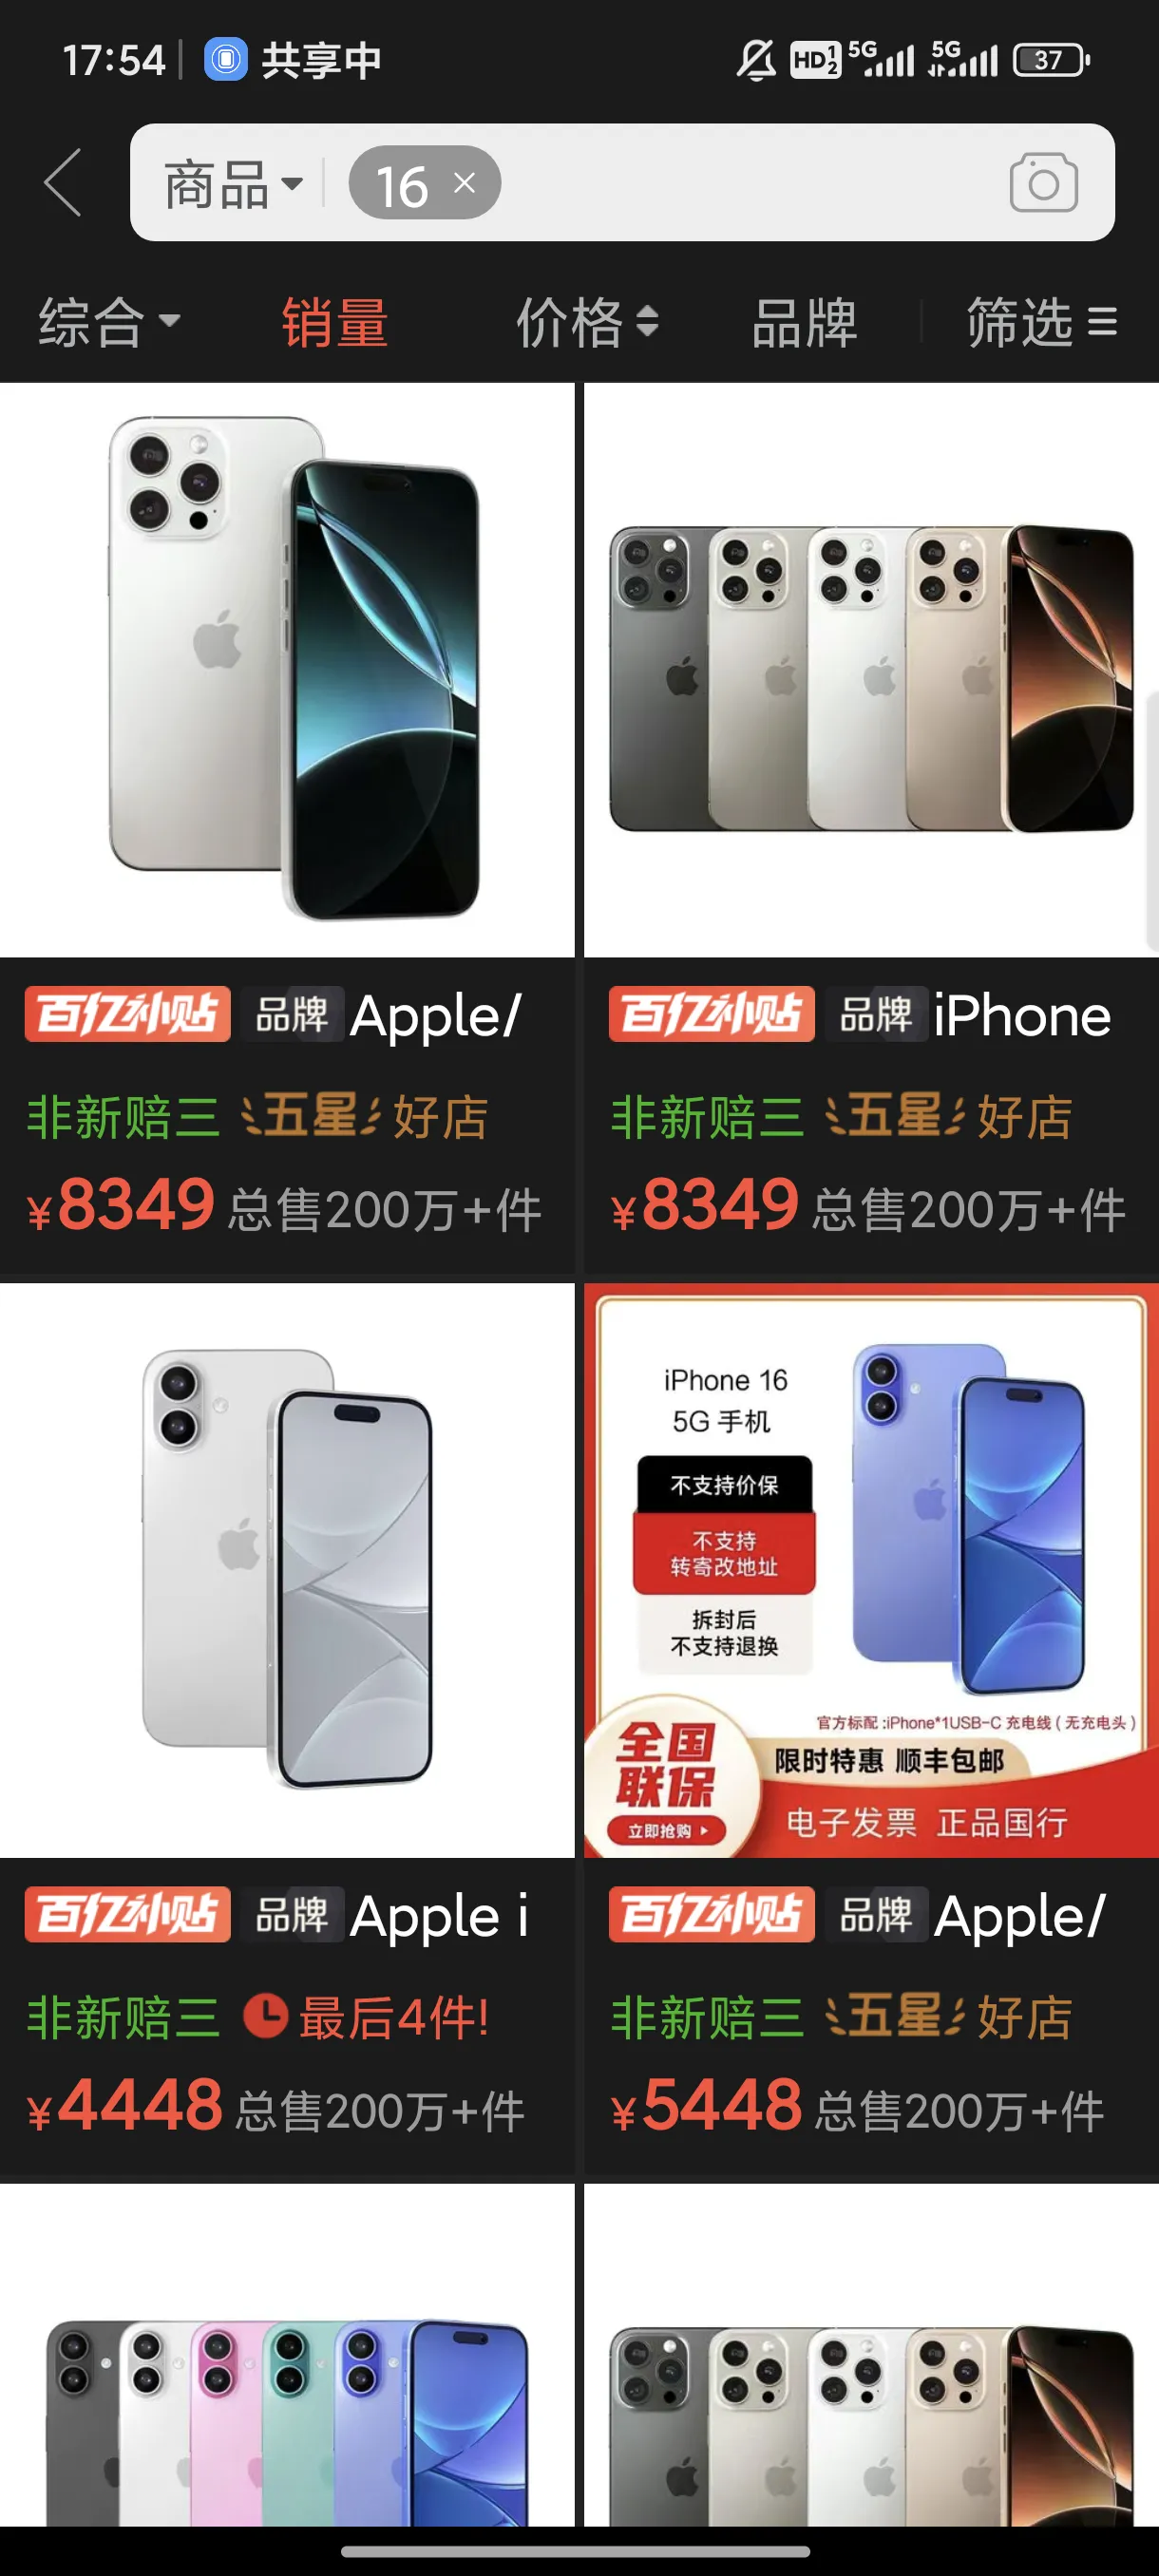 17:54 共享中 HD 1 2 5G 5G 37
商品 16 ×
综合 销量 价格 品牌 筛选
百亿补贴 品牌 Apple/
非新赔三 五星好店
¥8349 总售200万+件
百亿补贴 品牌 iPhone
非新赔三 五星好店
¥8349 总售200万+件
百亿补贴 品牌 Apple i
非新赔三 最后4件!
¥4448 总售200万+件
iPhone 16
5G 手机
不支持价保
不支持
转寄改地址
拆封后
不支持退换
官方标配:iPhone*1USB-C 充电线(无充电头)
全国
联保
立即抢购
限时特惠 顺丰包邮
电子发票 正品国行
百亿补贴 品牌 Apple/
非新赔三 五星好店
¥5448 总售200万+件